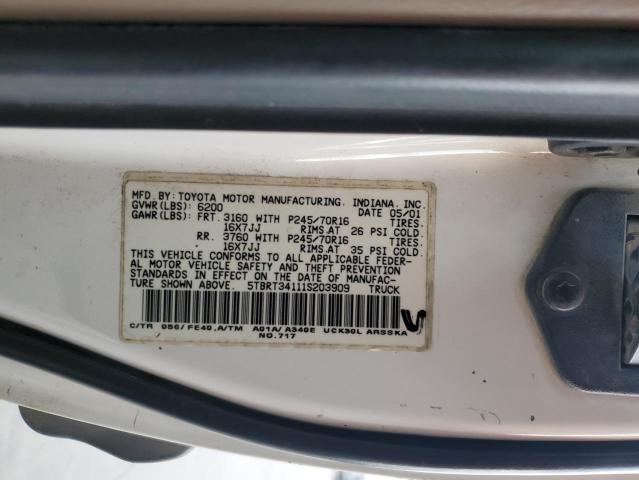 MFD. BY: TOYOTA MOTOR MANUFACTURING. INDIANA. INC.
GVWR(LBS): 6200 DATE 05/01
GAWR(LBS): FRT. 3160 WITH P245/70R16 TIRES.
16X7JJ RIMS.AT 26 PSI COLD.
RR. 3760 WITH P245/70R16 TIRES.
16X7JJ RIMS.AT 35 PSI COLD.
THIS VEHICLE CONFORMS TO ALL APPLICABLE FEDER-
AL MOTOR VEHICLE SAFETY AND THEFT PREVENTION
STANDARDS IN EFFECT ON THE DATE OF MANUFAC-
TURE SHOWN ABOVE. 5TBRT34111S203909 TRUCK
C/TR 056/FE40,A/TM A01A/A340E UCK30L ARSSKA
NO.717
V